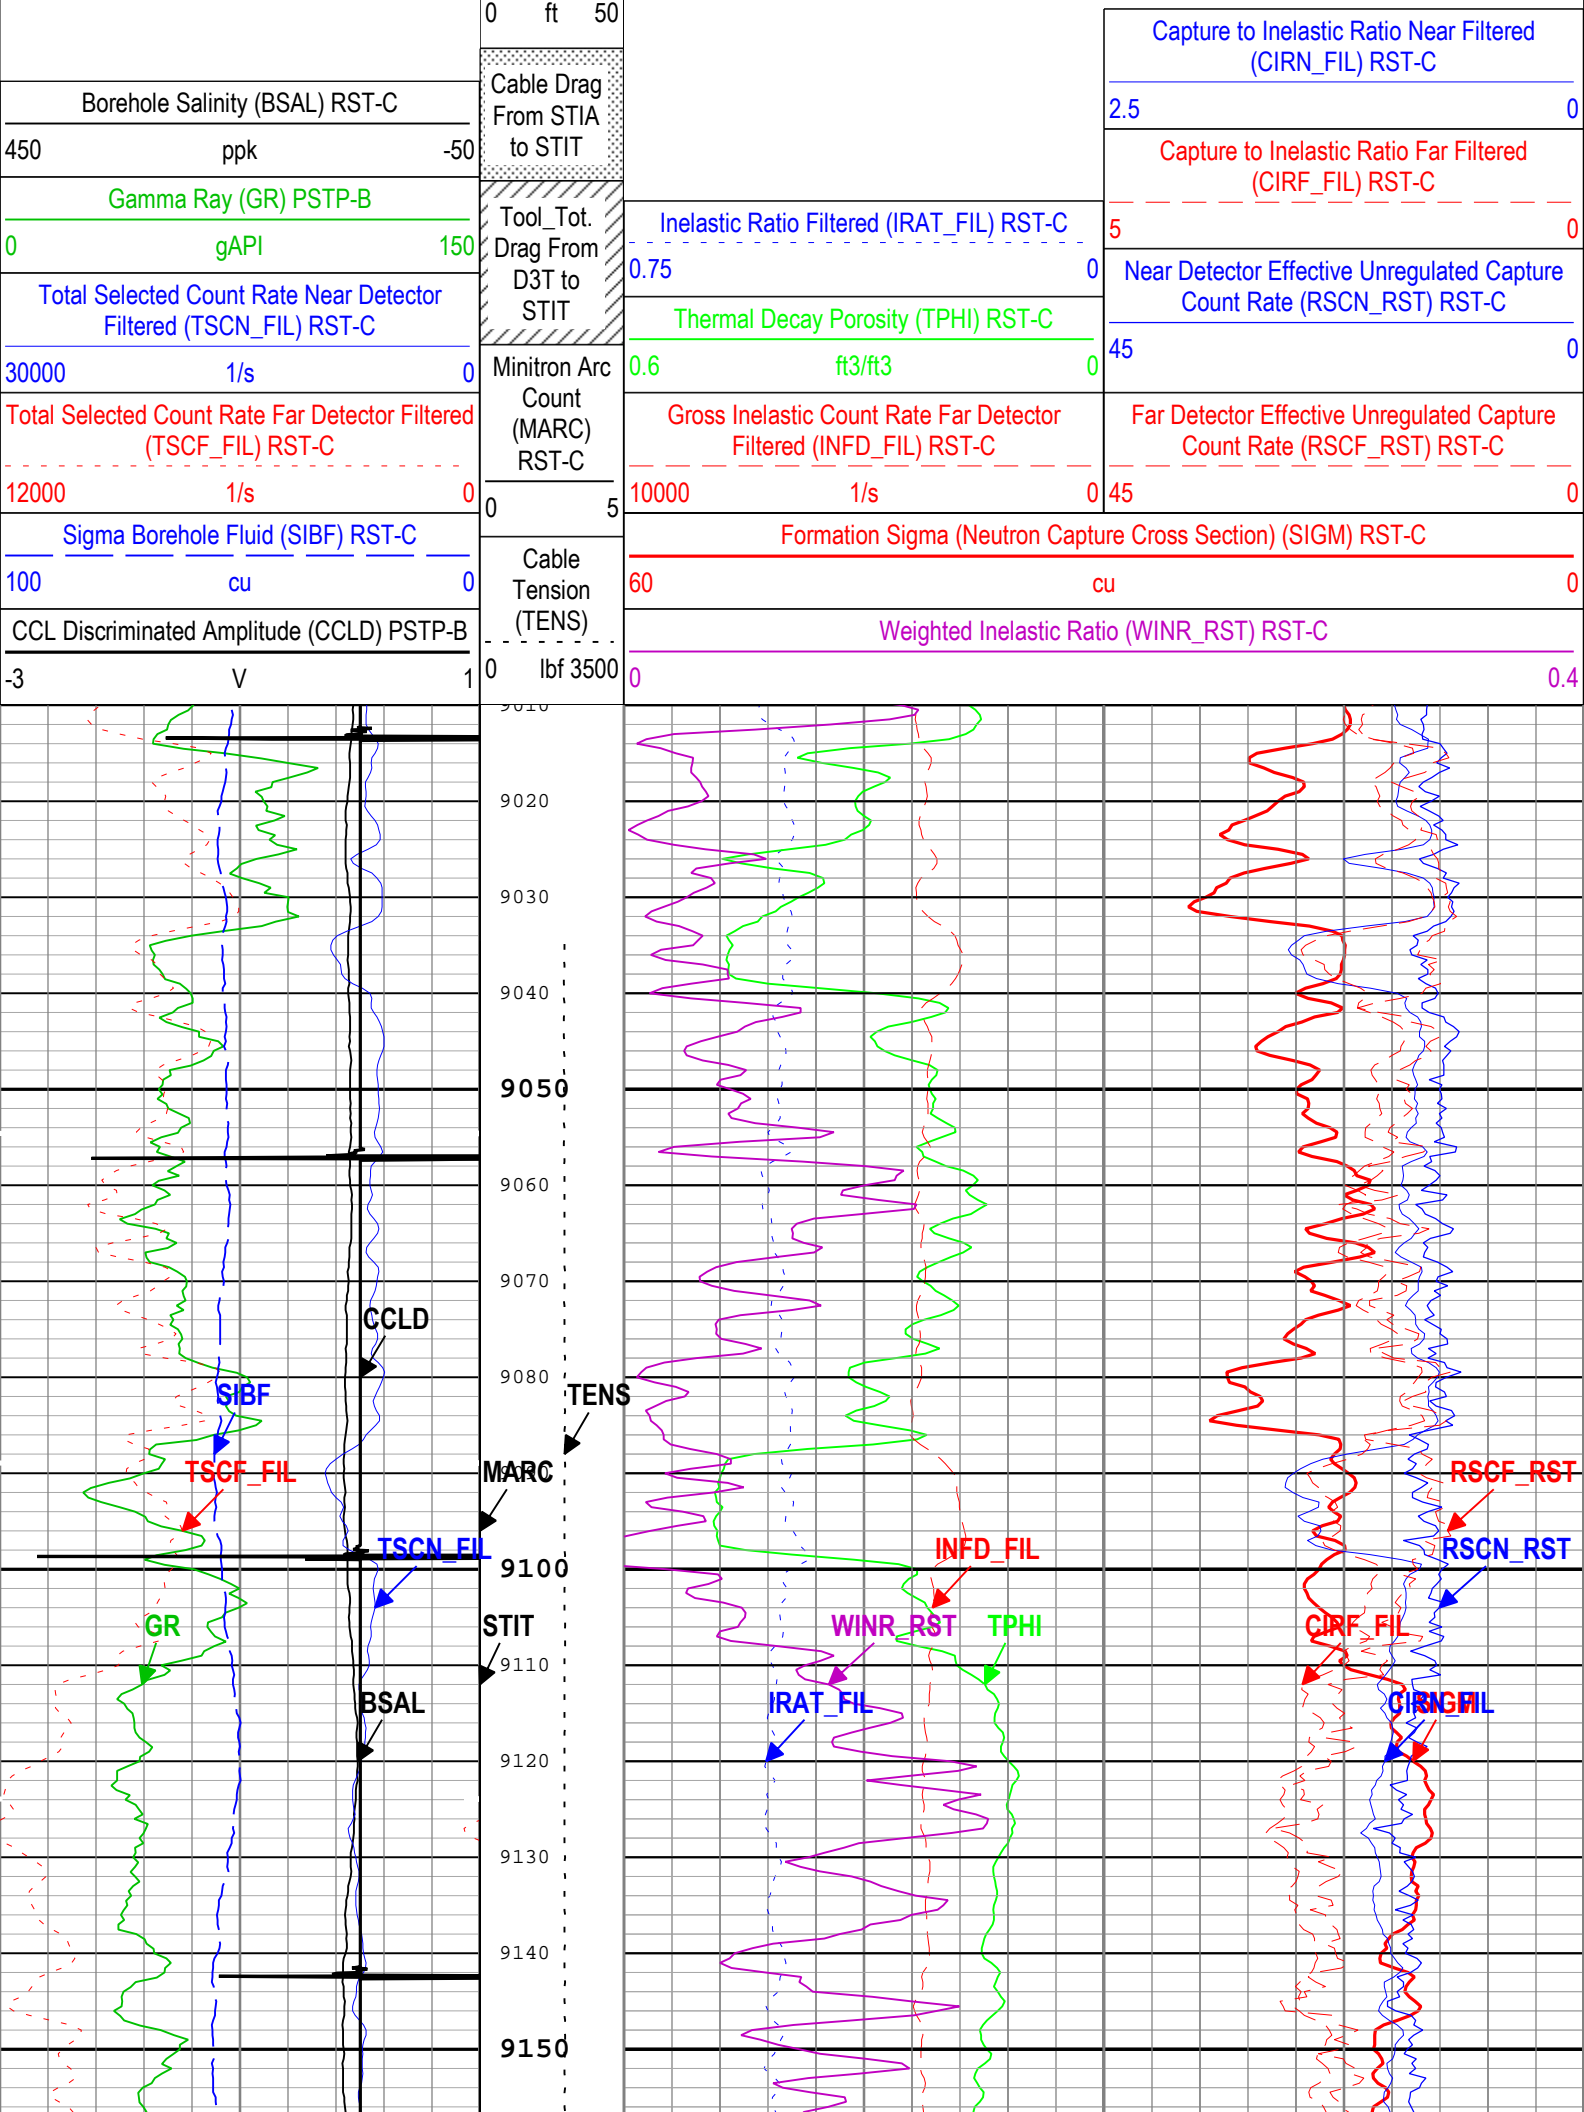 0 ft 50
Cable Drag
From STIA
to STIT
Tool_Tot.
Drag From
D3T to
STIT
Minitron Arc
Count
(MARC)
RST-C
0 5
Cable
Tension
(TENS)
0 lbf 3500
Borehole Salinity (BSAL) RST-C
450 ppk -50
Gamma Ray (GR) PSTP-B
0 gAPI 150
Total Selected Count Rate Near Detector
Filtered (TSCN_FIL) RST-C
30000 1/s 0
Total Selected Count Rate Far Detector Filtered
(TSCF_FIL) RST-C
12000 1/s 0
Sigma Borehole Fluid (SIBF) RST-C
100 cu 0
CCL Discriminated Amplitude (CCLD) PSTP-B
-3 V 1
Inelastic Ratio Filtered (IRAT_FIL) RST-C
0.75 0
Thermal Decay Porosity (TPHI) RST-C
0.6 ft3/ft3 0
Gross Inelastic Count Rate Far Detector
Filtered (INFD_FIL) RST-C
10000 1/s 0
Capture to Inelastic Ratio Near Filtered
(CIRN_FIL) RST-C
2.5 0
Capture to Inelastic Ratio Far Filtered
(CIRF_FIL) RST-C
5 0
Near Detector Effective Unregulated Capture
Count Rate (RSCN_RST) RST-C
45 0
Far Detector Effective Unregulated Capture
Count Rate (RSCF_RST) RST-C
45 0
Formation Sigma (Neutron Capture Cross Section) (SIGM) RST-C
60 cu 0
Weighted Inelastic Ratio (WINR_RST) RST-C
0 0.4
9010
9020
9030
9040
9050
9060
9070
CCLD
9080
SIBF TENS
TSCF_FIL MARC 9090 RSCF_RST
TSCN_FIL INFD_FIL RSCN_RST
9100
GR STIT WINR_RST TPHI CIRF_FIL
9110
BSAL IRAT_FIL CIRN_FIL SIGM
9120
9130
9140
9150